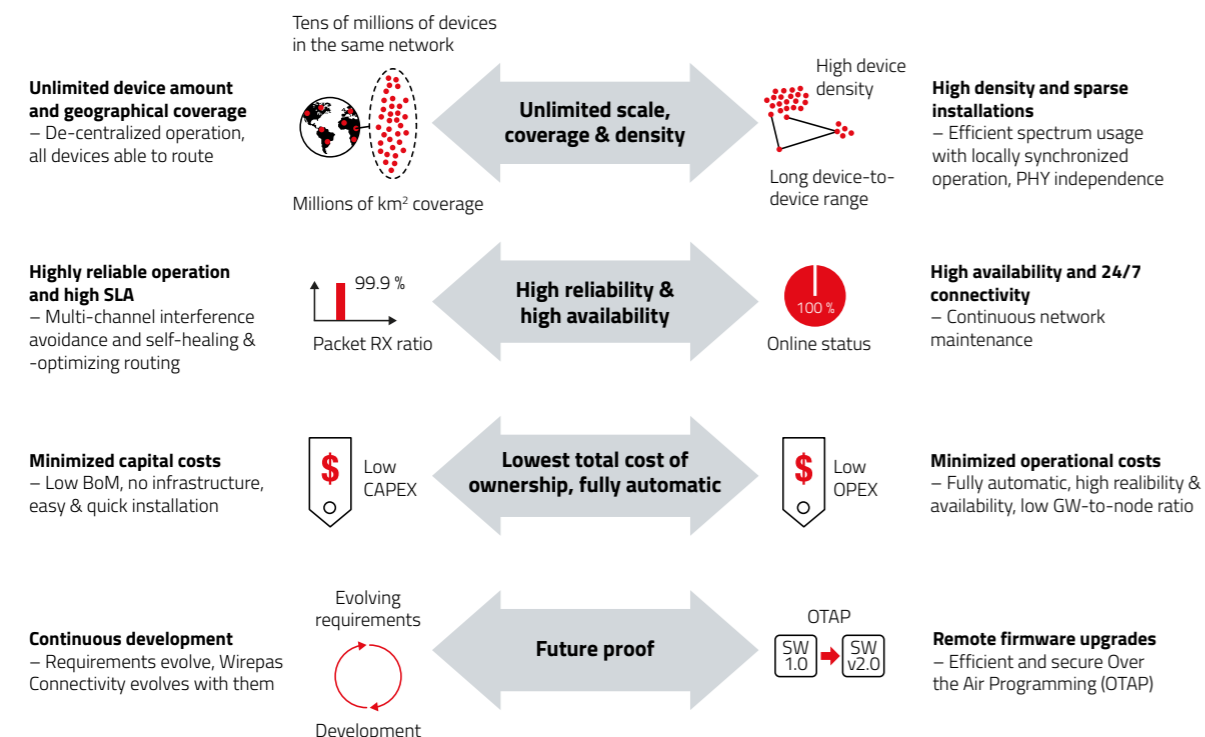 Tens of millions of devices
in the same network
Unlimited device amount
and geographical coverage
– De-centralized operation,
all devices able to route
Millions of km² coverage
Unlimited scale,
coverage & density
High device
density
Long device-to-
device range
High density and sparse
installations
– Efficient spectrum usage
with locally synchronized
operation, PHY independence
Highly reliable operation
and high SLA
– Multi-channel interference
avoidance and self-healing &
-optimizing routing
99.9 %
Packet RX ratio
High reliability &
high availability
100 %
Online status
High availability and 24/7
connectivity
– Continuous network
maintenance
Minimized capital costs
– Low BoM, no infrastructure,
easy & quick installation
$
Low
CAPEX
Lowest total cost of
ownership, fully automatic
$
Low
OPEX
Minimized operational costs
– Fully automatic, high realibility &
availability, low GW-to-node ratio
Continuous development
– Requirements evolve, Wirepas
Connectivity evolves with them
Evolving
requirements
Development
Future proof
OTAP
SW
1.0
SW
v2.0
Remote firmware upgrades
– Efficient and secure Over
the Air Programming (OTAP)